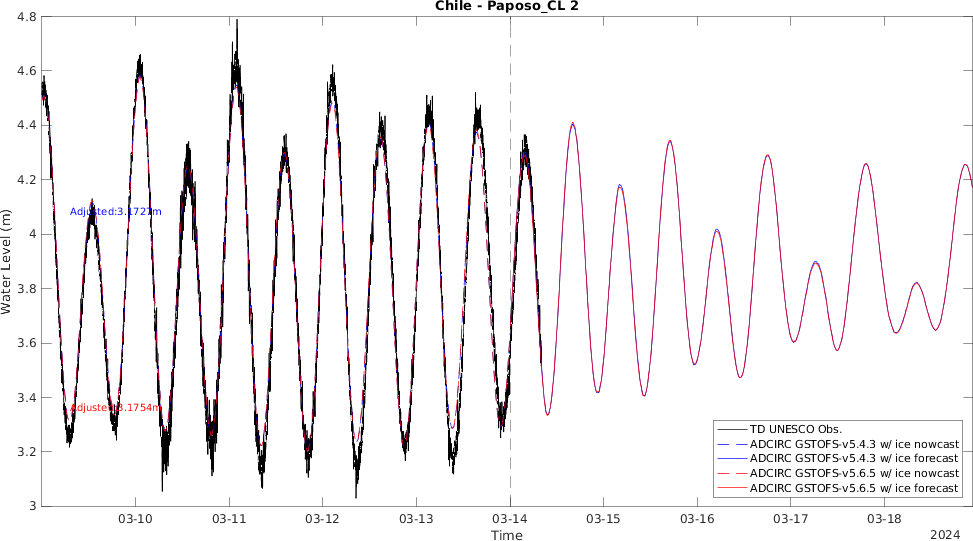 Chile - Paposo_CL 2
4.8
4.6
4.4
4.2
4
3.8
3.6
3.4
3.2
3
Water Level (m)
Adjusted:3.1727m
Adjusted:3.1754m
TD UNESCO Obs.
ADCIRC GSTOFS-v5.4.3 w/ ice nowcast
ADCIRC GSTOFS-v5.4.3 w/ ice forecast
ADCIRC GSTOFS-v5.6.5 w/ ice nowcast
ADCIRC GSTOFS-v5.6.5 w/ ice forecast
03-10 03-11 03-12 03-13 03-14 03-15 03-16 03-17 03-18
Time
2024